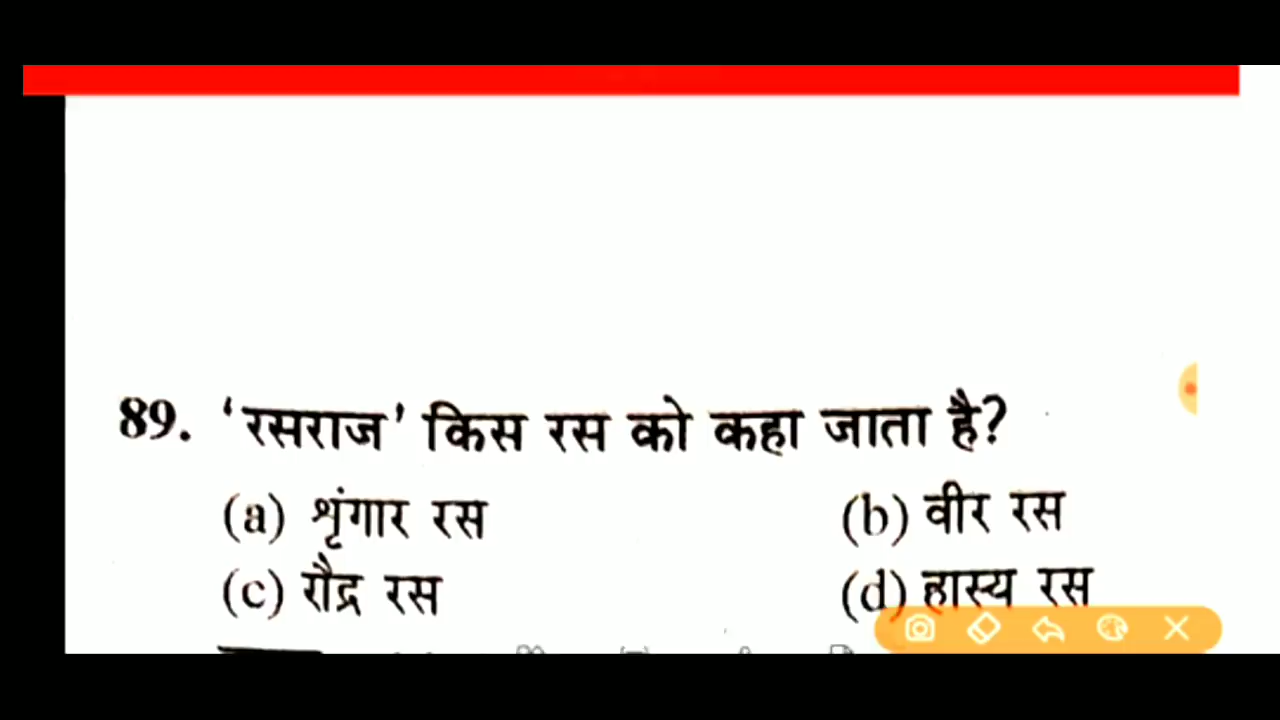 89. 'रसराज' किस रस को कहा जाता है?
(a) शृंगार रस (b) वीर रस
(c) रौद्र रस (d) हास्य रस